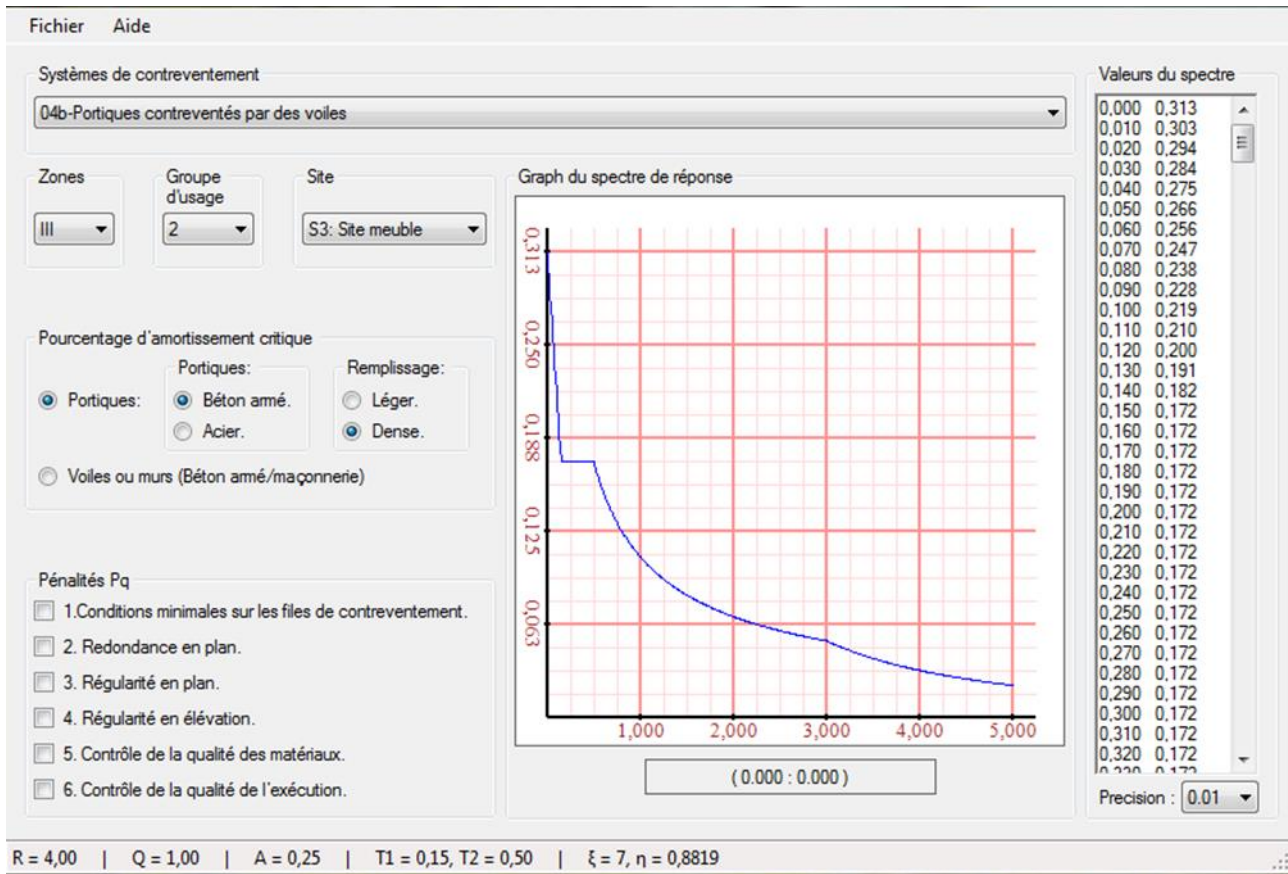 Fichier Aide
Systèmes de contreventement
04b-Portiques contreventés par des voiles
Zones
III
Groupe
d'usage
2
Site
S3: Site meuble
Pourcentage d'amortissement critique
Portiques:
Portiques:
Béton armé.
Acier.
Remplissage:
Léger.
Dense.
Voiles ou murs (Béton armé/maçonnerie)
Pénalités Pq
1.Conditions minimales sur les files de contreventement.
2. Redondance en plan.
3. Régularité en plan.
4. Régularité en élévation.
5. Contrôle de la qualité des matériaux.
6. Contrôle de la qualité de l'exécution.
Graph du spectre de réponse
0,313
0,250
0,188
0,125
0,063
1,000 2,000 3,000 4,000 5,000
( 0.000 : 0.000 )
Valeurs du spectre
0,000 0,313
0,010 0,303
0,020 0,294
0,030 0,284
0,040 0,275
0,050 0,266
0,060 0,256
0,070 0,247
0,080 0,238
0,090 0,228
0,100 0,219
0,110 0,210
0,120 0,200
0,130 0,191
0,140 0,182
0,150 0,172
0,160 0,172
0,170 0,172
0,180 0,172
0,190 0,172
0,200 0,172
0,210 0,172
0,220 0,172
0,230 0,172
0,240 0,172
0,250 0,172
0,260 0,172
0,270 0,172
0,280 0,172
0,290 0,172
0,300 0,172
0,310 0,172
0,320 0,172
Precision : 0.01
R = 4,00 | Q = 1,00 | A = 0,25 | T1 = 0,15, T2 = 0,50 | ξ = 7, η = 0,8819